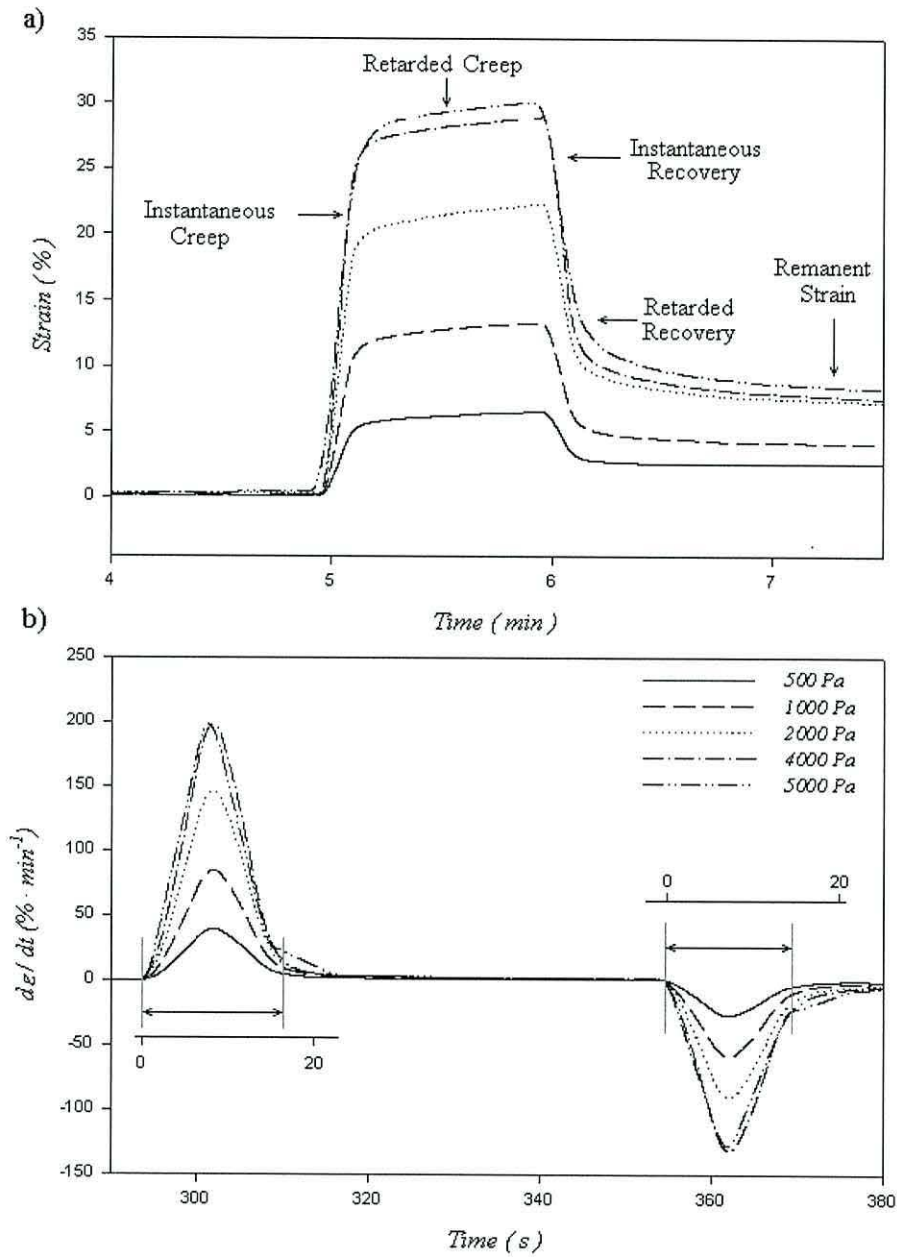 a)
35
30
25
20
15
10
5
0
Strain (%)
Retarded Creep
Instantaneous
Creep
Instantaneous
Recovery
Retarded
Recovery
Remanent
Strain
4 5 6 7
Time (min)
b)
250
200
150
100
50
0
-50
-100
-150
dε/dt (%·min⁻¹)
500 Pa
1000 Pa
2000 Pa
4000 Pa
5000 Pa
0 20
0 20
300 320 340 360 380
Time (s)